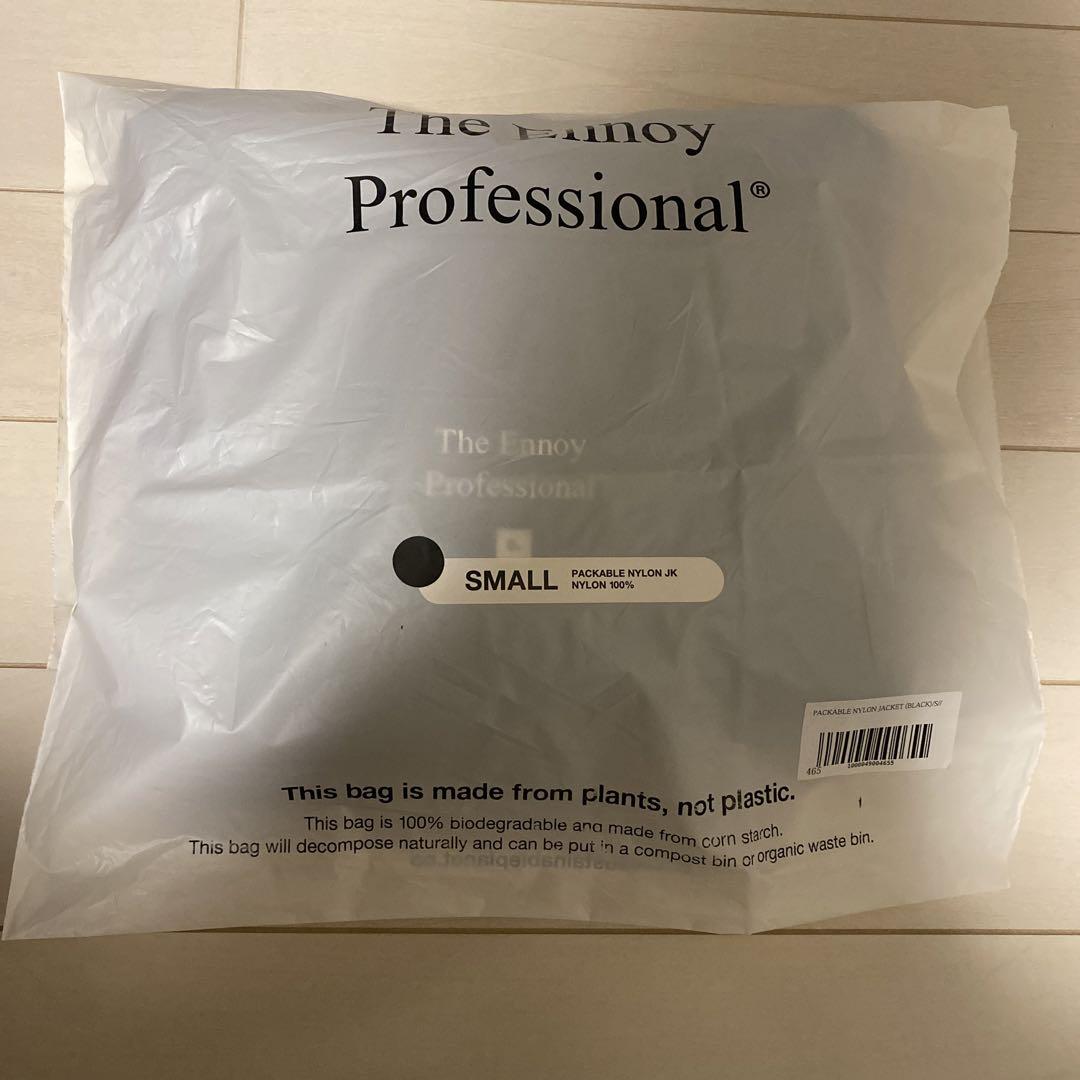 The Ennoy
Professional®
The Ennoy
Professional
SMALL
PACKABLE NYLON JK
NYLON 100%
PACKABLE NYLON JACKET (BLACK)/S//
465
1000049004655
This bag is made from plants, not plastic.
This bag is 100% biodegradable and made from corn starch.
This bag will decompose naturally and can be put in a compost bin or organic waste bin.